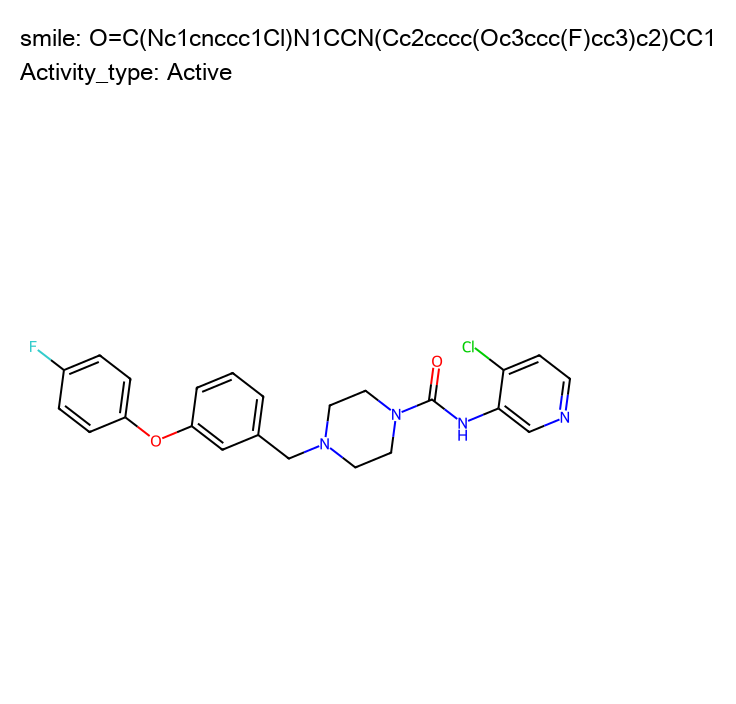 smile: O=C(Nc1cnccc1Cl)N1CCN(Cc2cccc(Oc3ccc(F)cc3)c2)CC1
Activity_type: Active
F
Cl
O
N
N
N
H
O
N